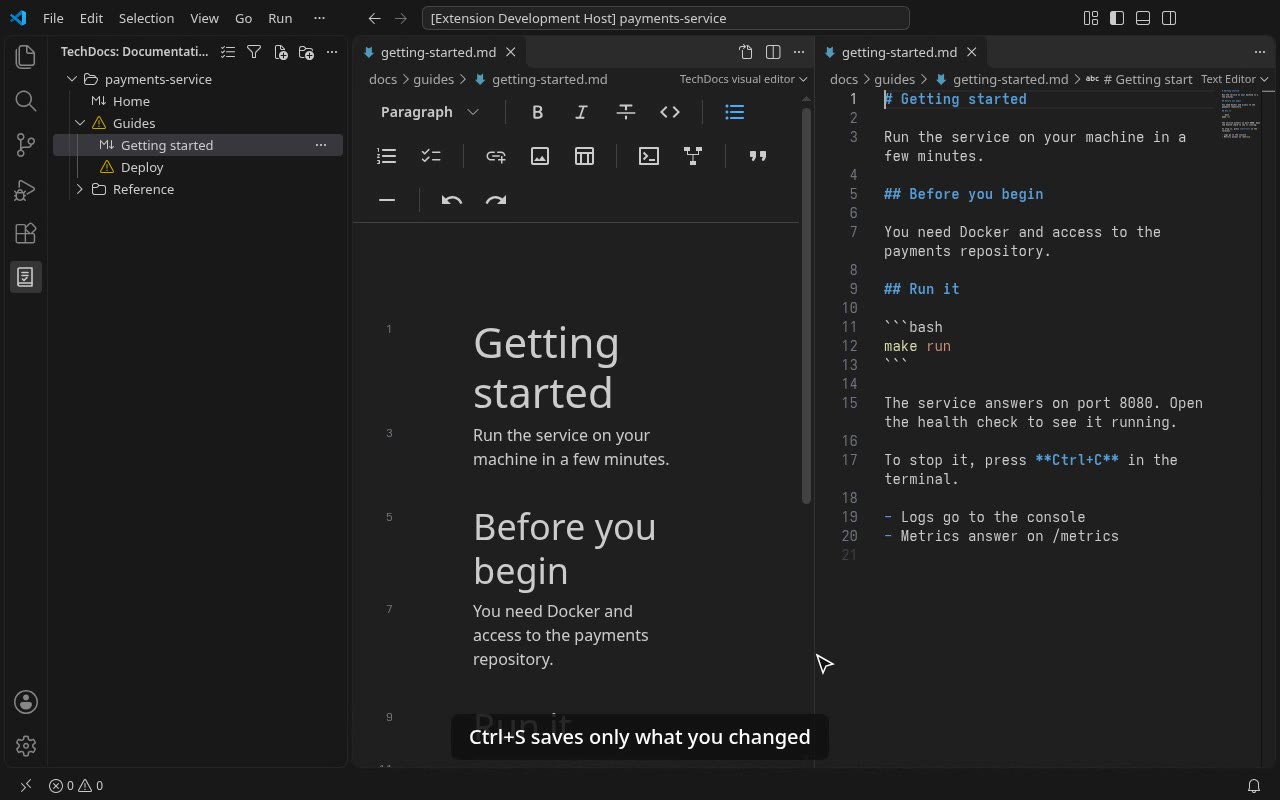 File Edit Selection View Go Run ···
[Extension Development Host] payments-service
TechDocs: Documentati...
payments-service
Home
Guides
Getting started
Deploy
Reference
getting-started.md
docs > guides > getting-started.md
TechDocs visual editor
Paragraph
B I
1
Getting
started
3
Run the service on your
machine in a few minutes.
5
Before you
begin
7
You need Docker and
access to the payments
repository.
9
Run it
getting-started.md
docs > guides > getting-started.md > abc # Getting start
Text Editor
1 # Getting started
2
3 Run the service on your machine in a
few minutes.
4
5 ## Before you begin
6
7 You need Docker and access to the
payments repository.
8
9 ## Run it
10
11 ```bash
12 make run
13 ```
14
15 The service answers on port 8080. Open
the health check to see it running.
16
17 To stop it, press **Ctrl+C** in the
terminal.
18
19 - Logs go to the console
20 - Metrics answer on /metrics
21
Ctrl+S saves only what you changed
0 0